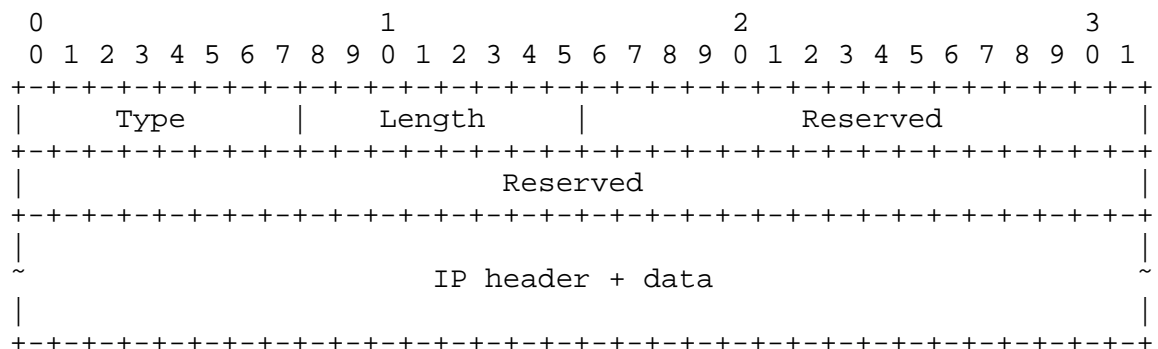 0                   1                   2                   3
 0 1 2 3 4 5 6 7 8 9 0 1 2 3 4 5 6 7 8 9 0 1 2 3 4 5 6 7 8 9 0 1
+-+-+-+-+-+-+-+-+-+-+-+-+-+-+-+-+-+-+-+-+-+-+-+-+-+-+-+-+-+-+-+-+
|     Type      |    Length     |            Reserved           |
+-+-+-+-+-+-+-+-+-+-+-+-+-+-+-+-+-+-+-+-+-+-+-+-+-+-+-+-+-+-+-+-+
|                           Reserved                            |
+-+-+-+-+-+-+-+-+-+-+-+-+-+-+-+-+-+-+-+-+-+-+-+-+-+-+-+-+-+-+-+-+
|                                                               |
~                       IP header + data                        ~
|                                                               |
+-+-+-+-+-+-+-+-+-+-+-+-+-+-+-+-+-+-+-+-+-+-+-+-+-+-+-+-+-+-+-+-+